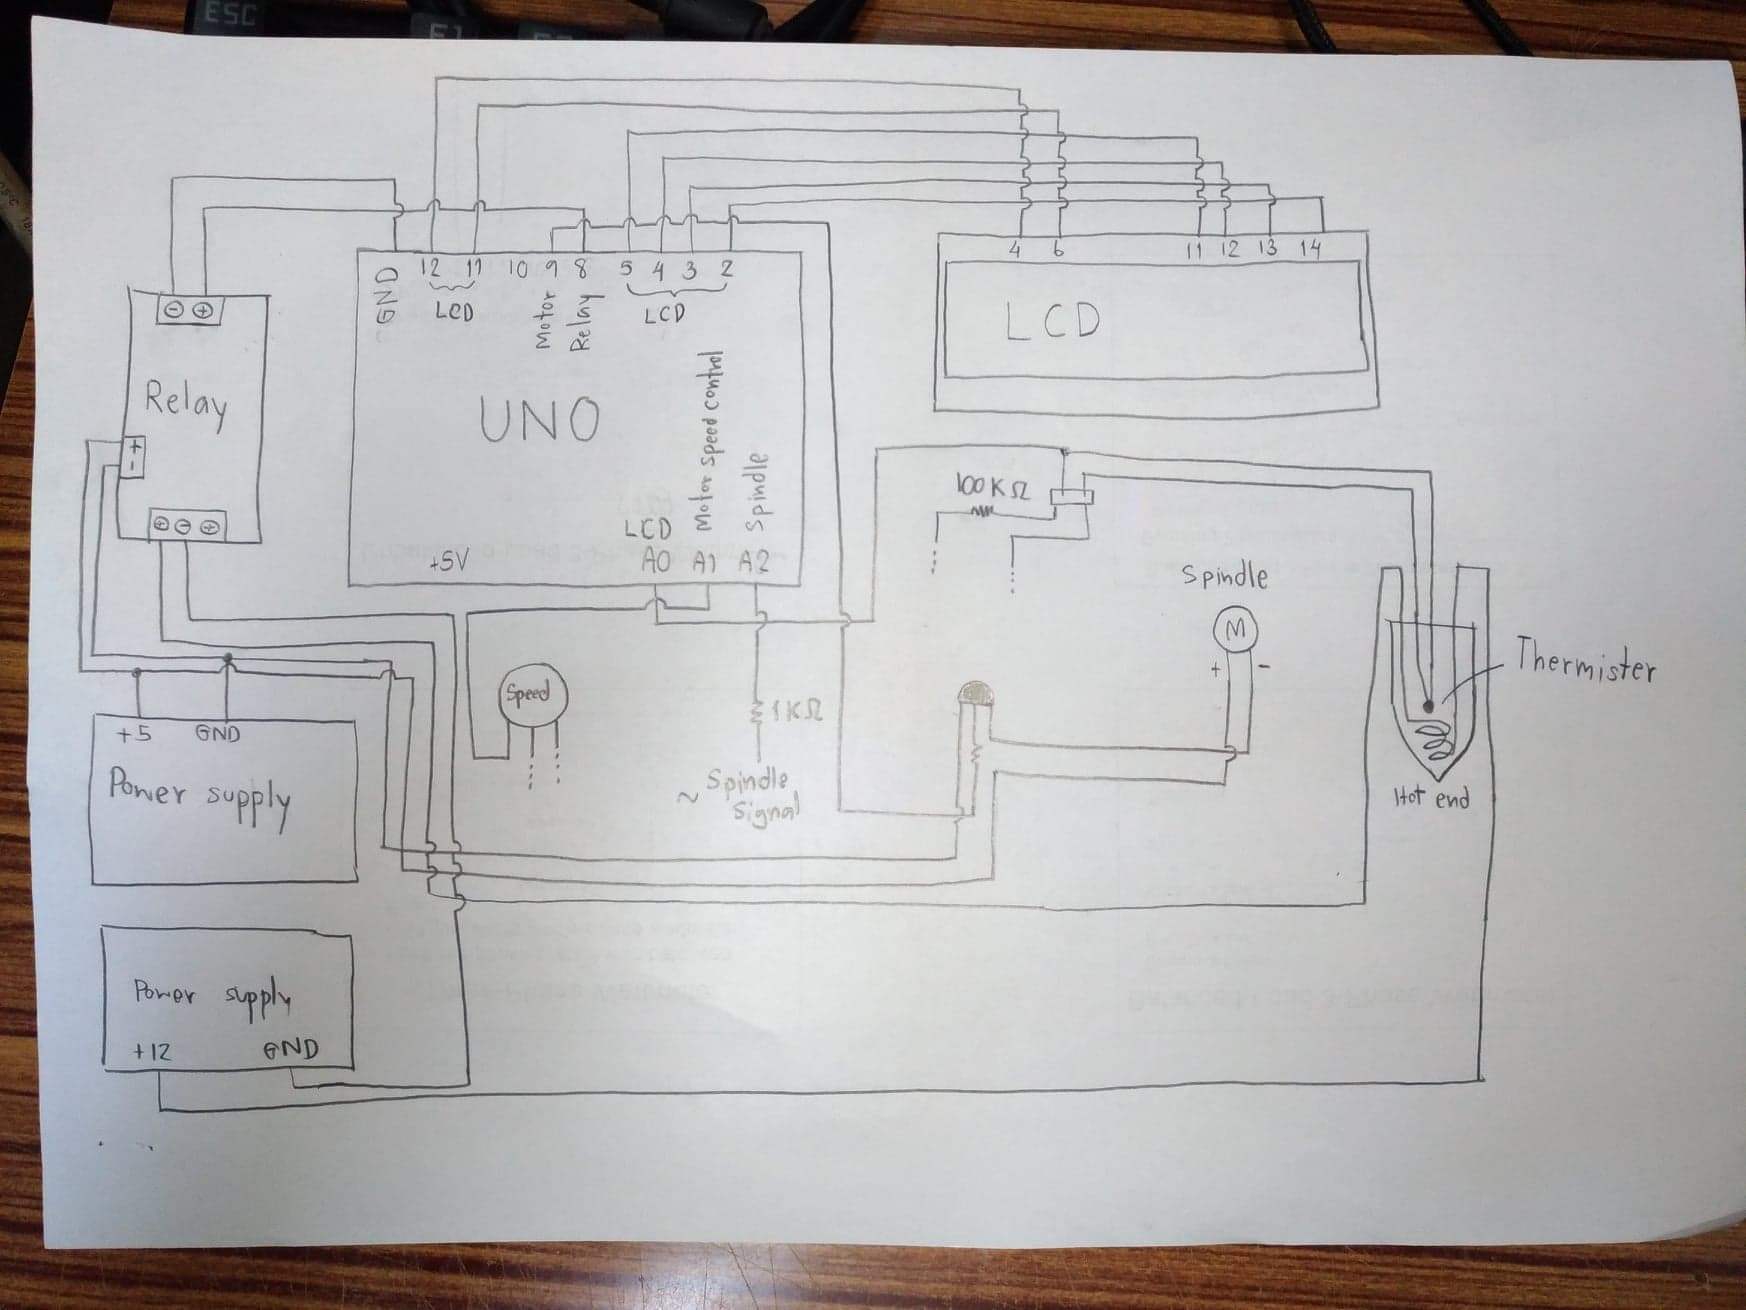 ESC
GND
12 11 10 9 8 5 4 3 2
LCD
Motor
Relay
LCD
4 6 11 12 13 14
LCD
- +
Relay
+
-
UNO
Motor speed control
Spindle
LCD
+5V A0 A1 A2
100KΩ
Spindle
M
+ -
Thermister
Hot end
Speed
1KΩ
~ Spindle
Signal
+5 GND
Power supply
Power supply
+12 GND